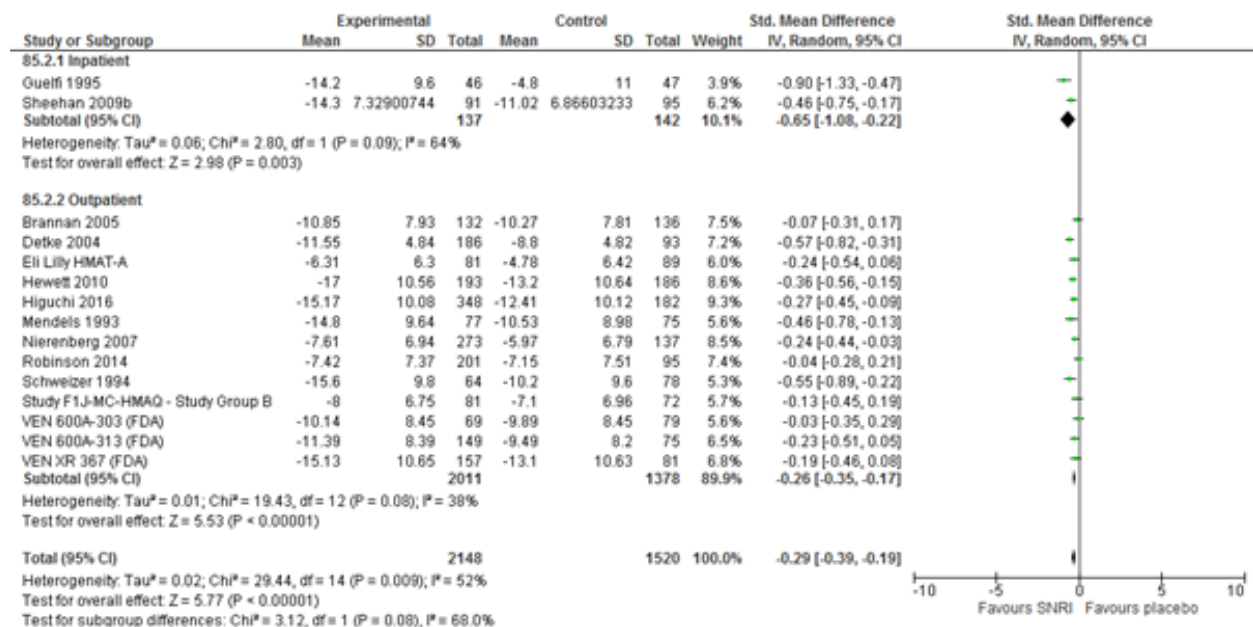 Experimental Control Std. Mean Difference Std. Mean Difference
Study or Subgroup Mean SD Total Mean SD Total Weight IV, Random, 95% CI IV, Random, 95% CI
85.2.1 Inpatient
Guelfi 1995 -14.2 9.6 46 -4.8 11 47 3.9% -0.90 [-1.33, -0.47]
Sheehan 2009b -14.3 7.32900744 91 -11.02 6.86603233 95 6.2% -0.46 [-0.75, -0.17]
Subtotal (95% CI) 137 142 10.1% -0.65 [-1.08, -0.22]
Heterogeneity: Tau² = 0.06; Chi² = 2.80, df = 1 (P = 0.09); I² = 64%
Test for overall effect: Z = 2.98 (P = 0.003)
85.2.2 Outpatient
Brannan 2005 -10.85 7.93 132 -10.27 7.81 136 7.5% -0.07 [-0.31, 0.17]
Detke 2004 -11.55 4.84 186 -8.8 4.82 93 7.2% -0.57 [-0.82, -0.31]
Eli Lilly HMAT-A -6.31 6.3 81 -4.78 6.42 89 6.0% -0.24 [-0.54, 0.06]
Hewett 2010 -17 10.56 193 -13.2 10.64 186 8.6% -0.36 [-0.56, -0.15]
Higuchi 2016 -15.17 10.08 348 -12.41 10.12 182 9.3% -0.27 [-0.45, -0.09]
Mendels 1993 -14.8 9.64 77 -10.53 8.98 75 5.6% -0.46 [-0.78, -0.13]
Nierenberg 2007 -7.61 6.94 273 -5.97 6.79 137 8.5% -0.24 [-0.44, -0.03]
Robinson 2014 -7.42 7.37 201 -7.15 7.51 95 7.4% -0.04 [-0.28, 0.21]
Schweizer 1994 -15.6 9.8 64 -10.2 9.6 78 5.3% -0.55 [-0.89, -0.22]
Study F1J-MC-HMAQ - Study Group B -8 6.75 81 -7.1 6.96 72 5.7% -0.13 [-0.45, 0.19]
VEN 600A-303 (FDA) -10.14 8.45 69 -9.89 8.45 79 5.6% -0.03 [-0.35, 0.29]
VEN 600A-313 (FDA) -11.39 8.39 149 -9.49 8.2 75 6.5% -0.23 [-0.51, 0.05]
VEN XR 367 (FDA) -15.13 10.65 157 -13.1 10.63 81 6.8% -0.19 [-0.46, 0.08]
Subtotal (95% CI) 2011 1378 89.9% -0.26 [-0.35, -0.17]
Heterogeneity: Tau² = 0.01; Chi² = 19.43, df = 12 (P = 0.08); I² = 38%
Test for overall effect: Z = 5.53 (P < 0.00001)
Total (95% CI) 2148 1520 100.0% -0.29 [-0.39, -0.19]
Heterogeneity: Tau² = 0.02; Chi² = 29.44, df = 14 (P = 0.009); I² = 52%
Test for overall effect: Z = 5.77 (P < 0.00001)
Test for subgroup differences: Chi² = 3.12, df = 1 (P = 0.08), I² = 68.0%
-10 -5 0 5 10
Favours SNRI Favours placebo